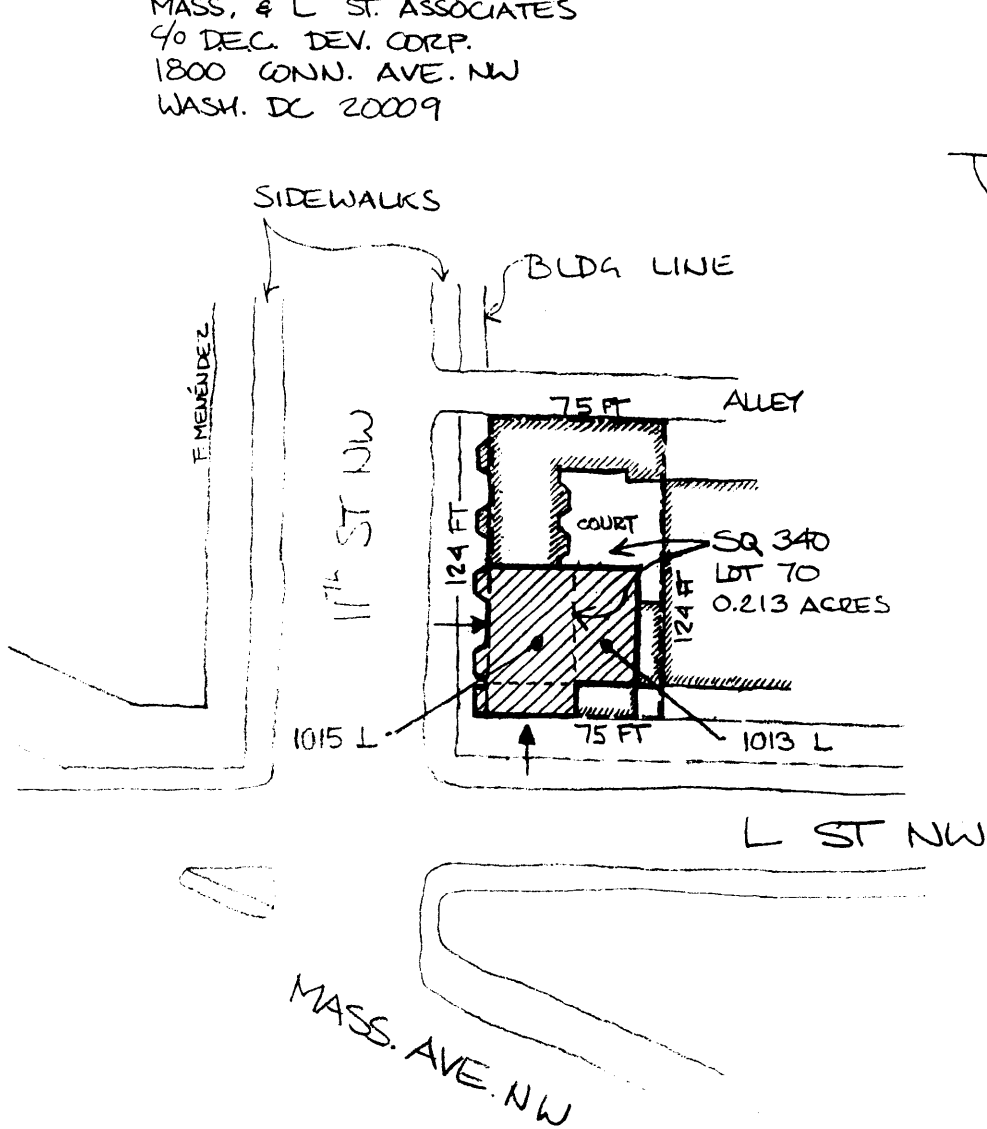 MASS. & L ST. ASSOCIATES
c/o D.E.C. DEV. CORP.
1800 CONN. AVE. NW
WASH. DC 20009
SIDEWALKS
BLDG LINE
F. MENÉNDEZ
11TH ST NW
75 FT
ALLEY
124 FT
COURT
SQ 340
LOT 70
0.213 ACRES
124 FT
1015 L
75 FT
1013 L
L ST NW
MASS. AVE. NW